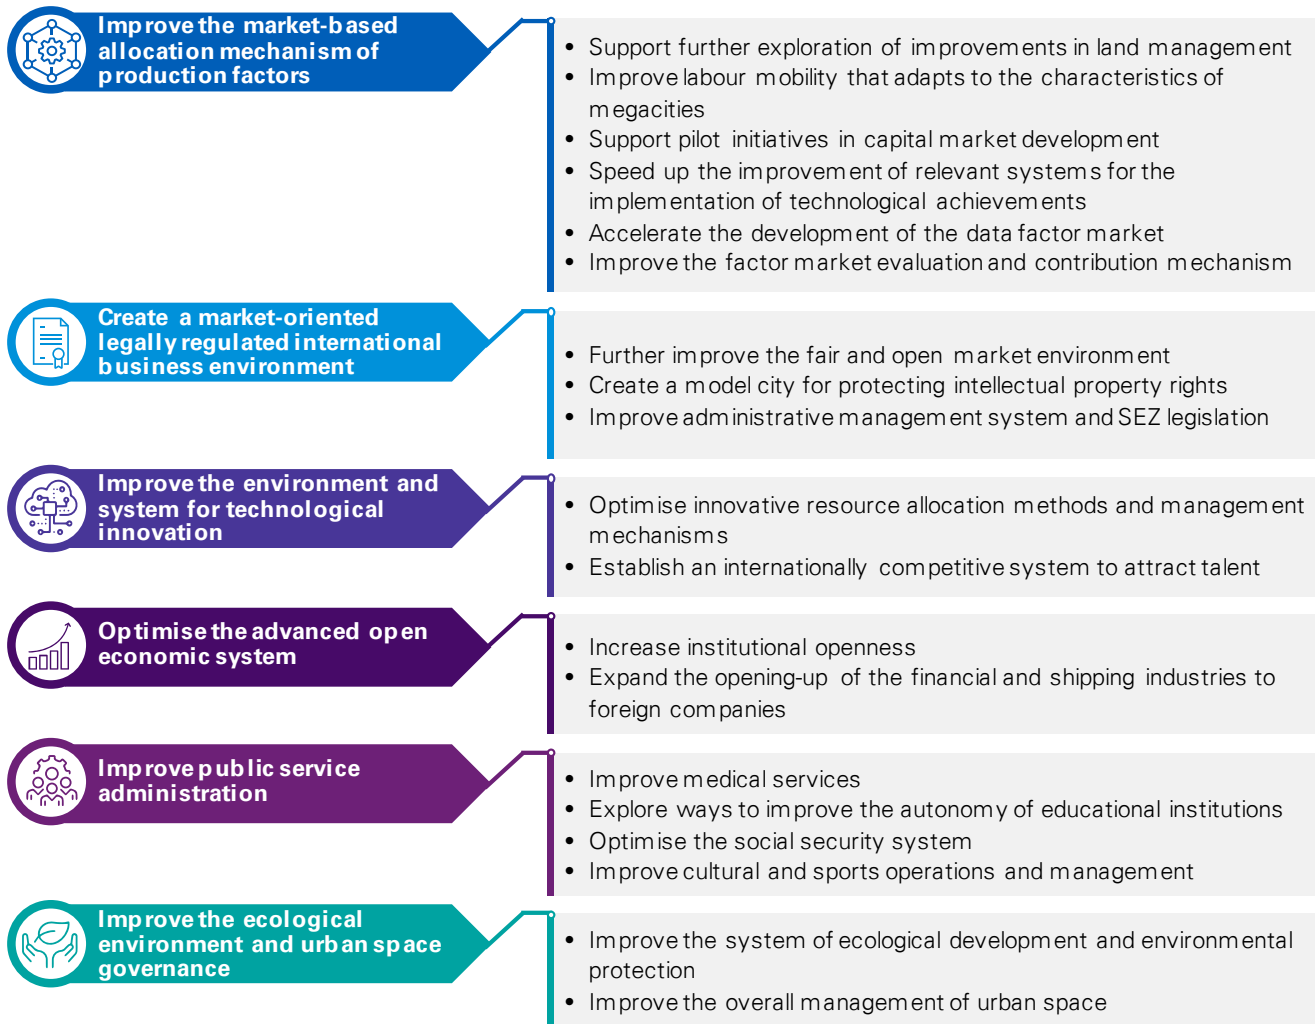 Improve the market-based
allocation mechanism of
production factors
• Support further exploration of improvements in land management
• Improve labour mobility that adapts to the characteristics of
megacities
• Support pilot initiatives in capital market development
• Speed up the improvement of relevant systems for the
implementation of technological achievements
• Accelerate the development of the data factor market
• Improve the factor market evaluation and contribution mechanism
Create a market-oriented
legally regulated international
business environment
• Further improve the fair and open market environment
• Create a model city for protecting intellectual property rights
• Improve administrative management system and SEZ legislation
Improve the environment and
system for technological
innovation
• Optimise innovative resource allocation methods and management
mechanisms
• Establish an internationally competitive system to attract talent
Optimise the advanced open
economic system
• Increase institutional openness
• Expand the opening-up of the financial and shipping industries to
foreign companies
Improve public service
administration
• Improve medical services
• Explore ways to improve the autonomy of educational institutions
• Optimise the social security system
• Improve cultural and sports operations and management
Improve the ecological
environment and urban space
governance
• Improve the system of ecological development and environmental
protection
• Improve the overall management of urban space